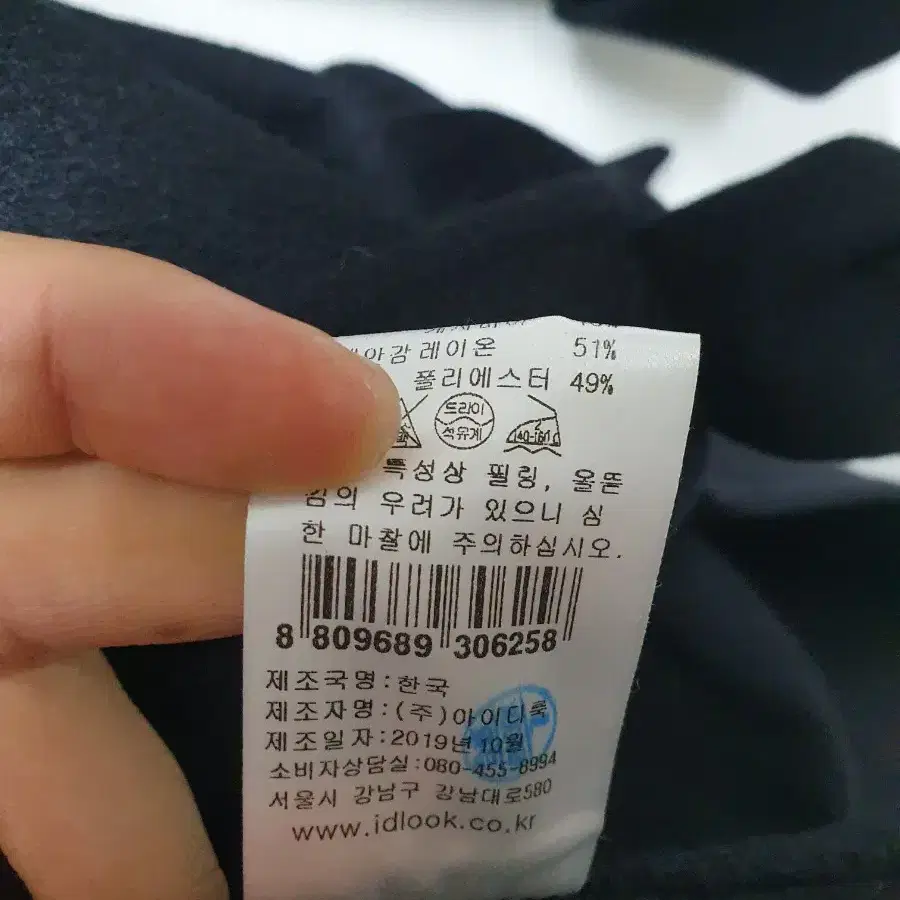 안감 레이온 51%
폴리에스터 49%
드라이
석유계
140-160℃
특성상 필링, 올뜯
김의 우려가 있으니 심
한 마찰에 주의하십시오.
8 809689 306258
제조국명:한국
제조자명:(주)아이디룩
제조일자:2019년 10월
소비자상담실:080-455-8994
서울시 강남구 강남대로580
www.idlook.co.kr